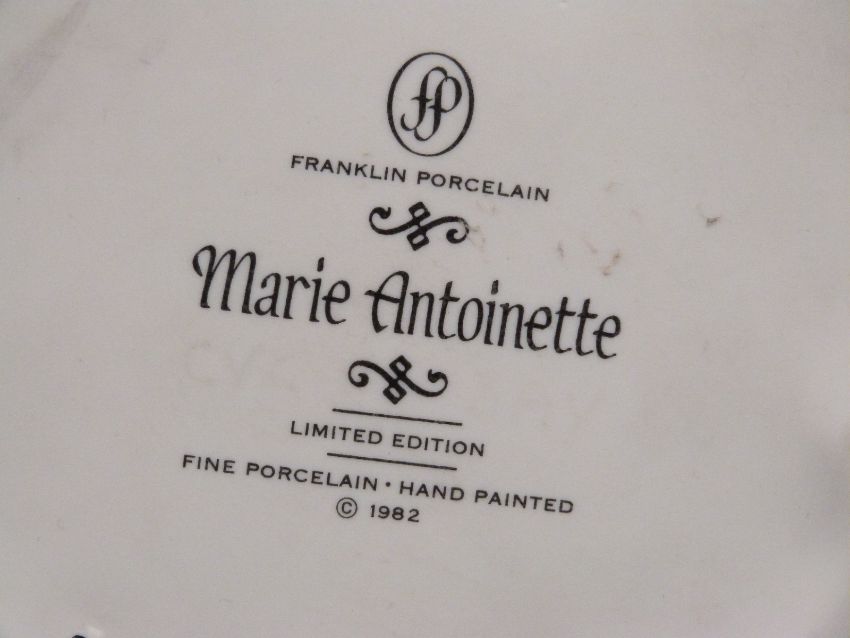 fp
FRANKLIN PORCELAIN
Marie Antoinette
LIMITED EDITION
FINE PORCELAIN • HAND PAINTED
© 1982